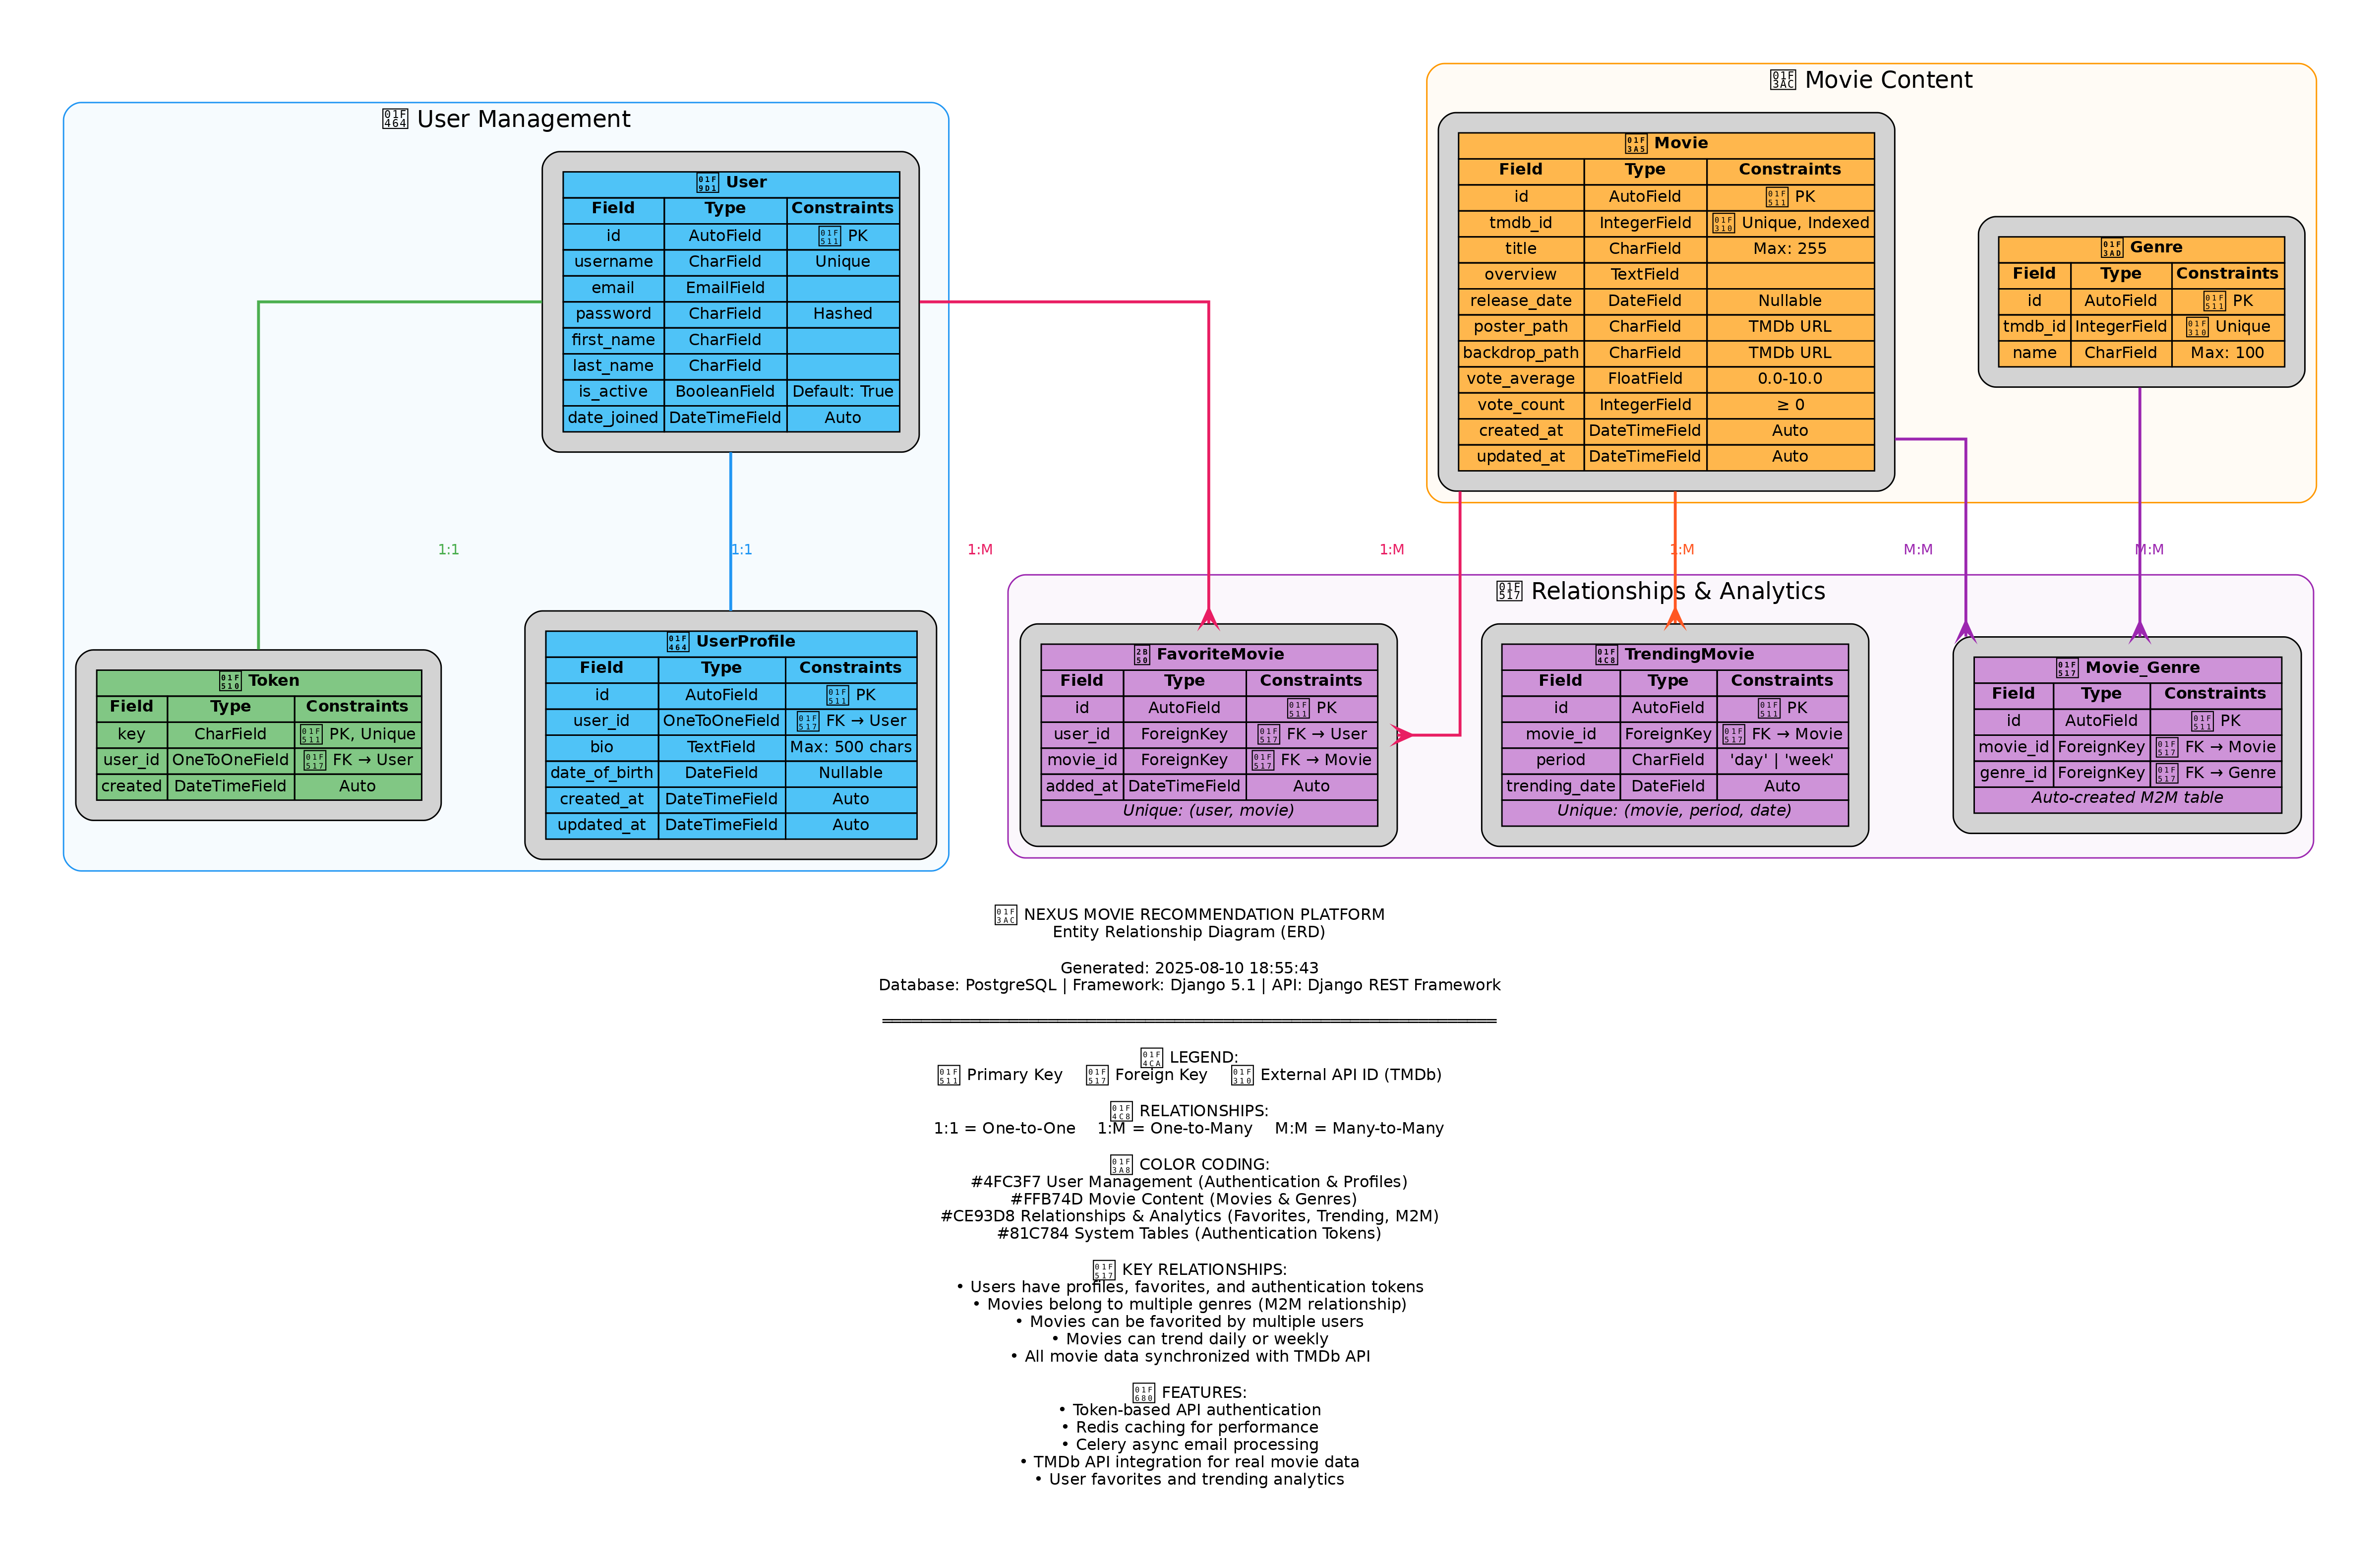 User Management
User
Field Type Constraints
id AutoField PK
username CharField Unique
email EmailField
password CharField Hashed
first_name CharField
last_name CharField
is_active BooleanField Default: True
date_joined DateTimeField Auto
Movie Content
Movie
Field Type Constraints
id AutoField PK
tmdb_id IntegerField Unique, Indexed
title CharField Max: 255
overview TextField
release_date DateField Nullable
poster_path CharField TMDb URL
backdrop_path CharField TMDb URL
vote_average FloatField 0.0-10.0
vote_count IntegerField ≥ 0
created_at DateTimeField Auto
updated_at DateTimeField Auto
Genre
Field Type Constraints
id AutoField PK
tmdb_id IntegerField Unique
name CharField Max: 100
1:1 1:1 1:M 1:M 1:M M:M M:M
Token
Field Type Constraints
key CharField PK, Unique
user_id OneToOneField FK → User
created DateTimeField Auto
UserProfile
Field Type Constraints
id AutoField PK
user_id OneToOneField FK → User
bio TextField Max: 500 chars
date_of_birth DateField Nullable
created_at DateTimeField Auto
updated_at DateTimeField Auto
Relationships & Analytics
FavoriteMovie
Field Type Constraints
id AutoField PK
user_id ForeignKey FK → User
movie_id ForeignKey FK → Movie
added_at DateTimeField Auto
Unique: (user, movie)
TrendingMovie
Field Type Constraints
id AutoField PK
movie_id ForeignKey FK → Movie
period CharField 'day' | 'week'
trending_date DateField Auto
Unique: (movie, period, date)
Movie_Genre
Field Type Constraints
id AutoField PK
movie_id ForeignKey FK → Movie
genre_id ForeignKey FK → Genre
Auto-created M2M table
NEXUS MOVIE RECOMMENDATION PLATFORM
Entity Relationship Diagram (ERD)
Generated: 2025-08-10 18:55:43
Database: PostgreSQL | Framework: Django 5.1 | API: Django REST Framework
LEGEND:
Primary Key Foreign Key External API ID (TMDb)
RELATIONSHIPS:
1:1 = One-to-One 1:M = One-to-Many M:M = Many-to-Many
COLOR CODING:
#4FC3F7 User Management (Authentication & Profiles)
#FFB74D Movie Content (Movies & Genres)
#CE93D8 Relationships & Analytics (Favorites, Trending, M2M)
#81C784 System Tables (Authentication Tokens)
KEY RELATIONSHIPS:
• Users have profiles, favorites, and authentication tokens
• Movies belong to multiple genres (M2M relationship)
• Movies can be favorited by multiple users
• Movies can trend daily or weekly
• All movie data synchronized with TMDb API
FEATURES:
• Token-based API authentication
• Redis caching for performance
• Celery async email processing
• TMDb API integration for real movie data
• User favorites and trending analytics